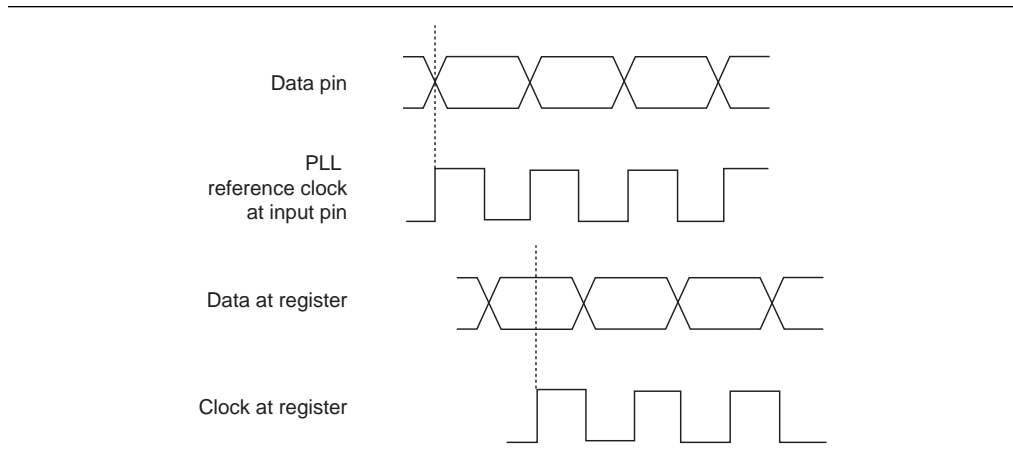 Data pin
PLL
reference clock
at input pin
Data at register
Clock at register